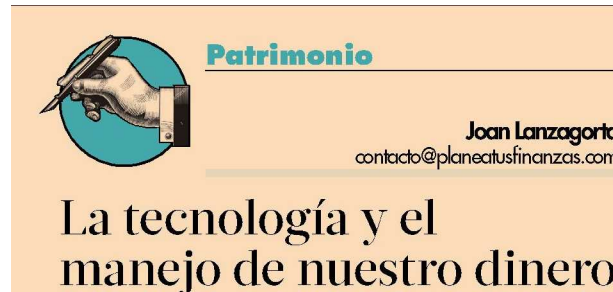 Patrimonio
Joan Lanzagorta
contacto@planeatusfinanzas.com
La tecnología y el
manejo de nuestro dinero